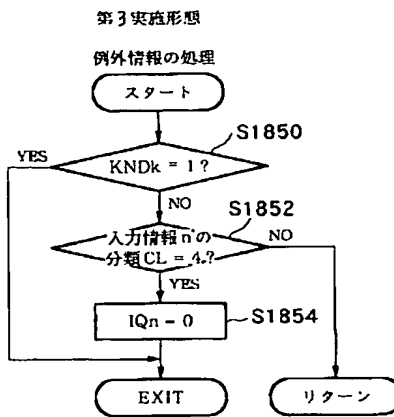 第3実施形態
例外情報の処理
スタート
S1850
YES
KNDk = 1?
NO
S1852
入力情報nの
分類CL = 4?
NO
YES
IQn = 0
S1854
EXIT
リターン